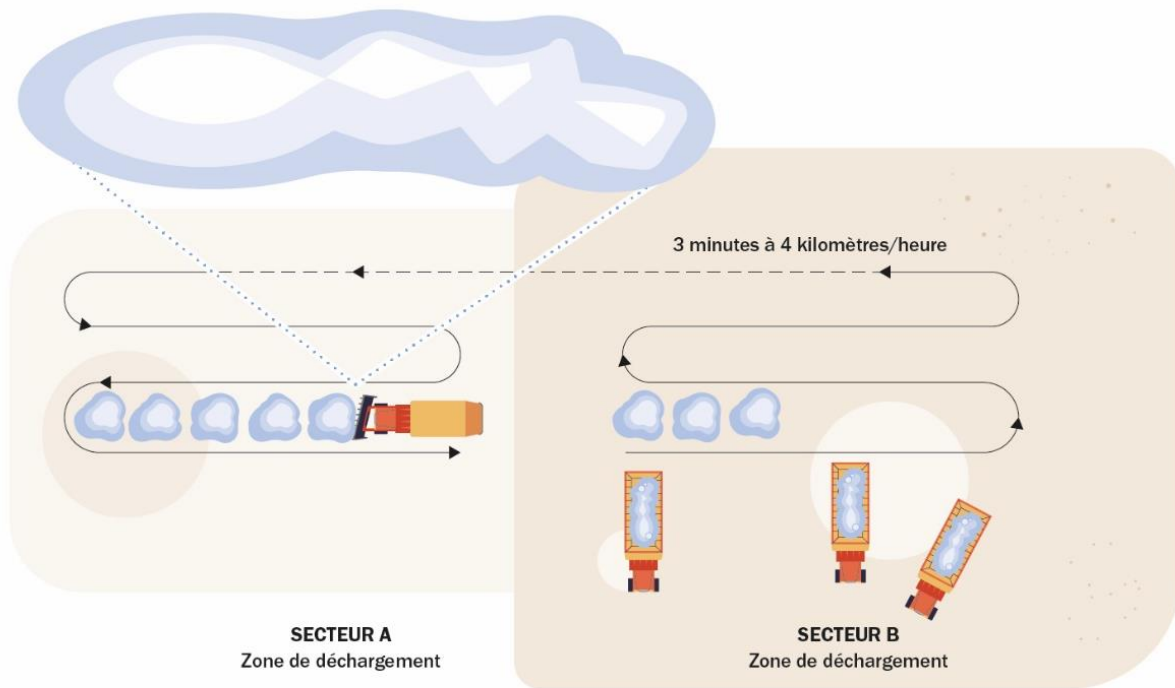 3 minutes à 4 kilomètres/heure
SECTEUR A
Zone de déchargement
SECTEUR B
Zone de déchargement